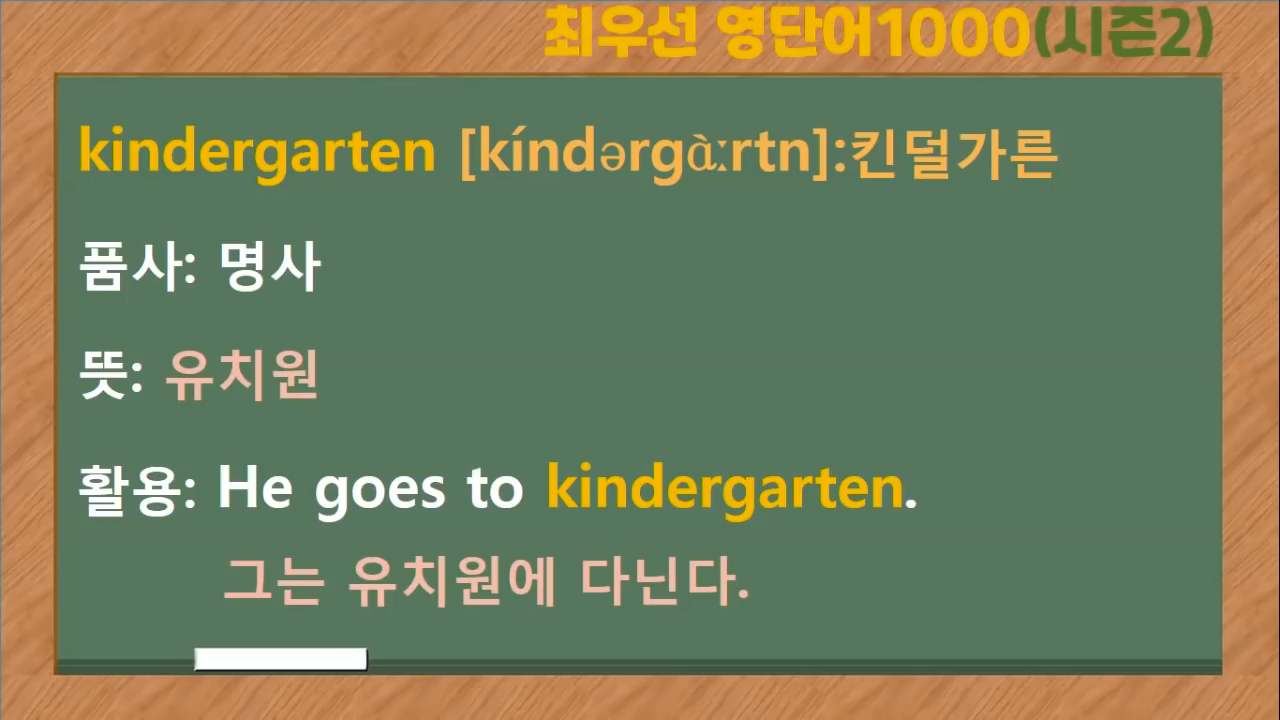 최우선 영단어1000(시즌2)
kindergarten [kíndərgὰːrtn]:킨덜가른
품사: 명사
뜻: 유치원
활용: He goes to kindergarten.
그는 유치원에 다닌다.